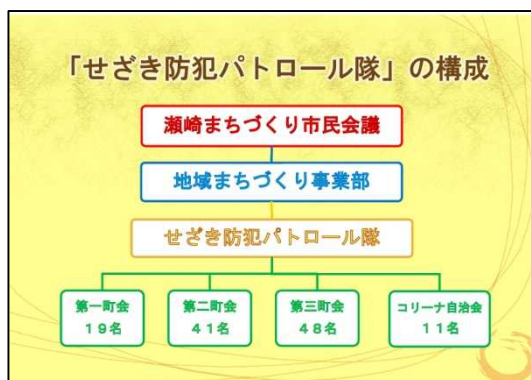 「せざき防犯パトロール隊」の構成
瀬崎まちづくり市民会議
地域まちづくり事業部
せざき防犯パトロール隊
第一町会
１９名
第二町会
４１名
第三町会
４８名
コリーナ自治会
１１名